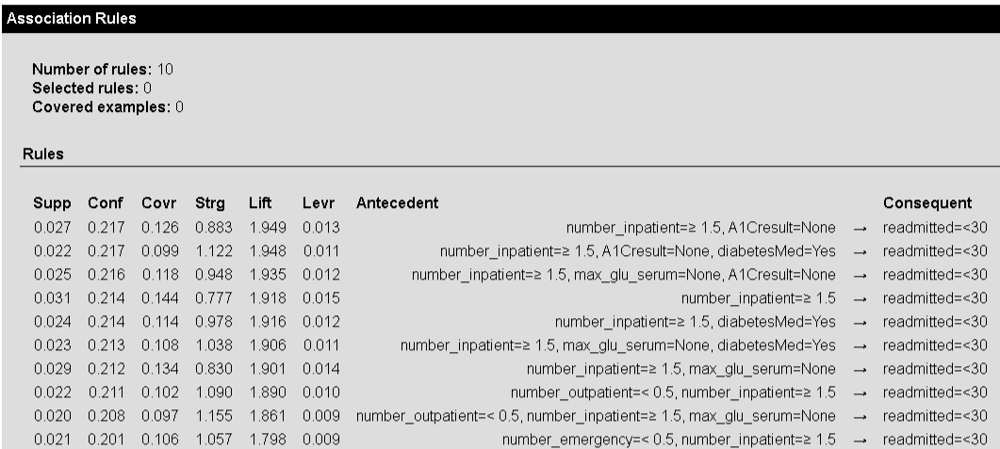 Association Rules
Number of rules: 10
Selected rules: 0
Covered examples: 0
Rules
Supp Conf Covr Strg Lift Levr Antecedent Consequent
0.027 0.217 0.126 0.883 1.949 0.013 number_inpatient=≥ 1.5, A1Cresult=None → readmitted=<30
0.022 0.217 0.099 1.122 1.948 0.011 number_inpatient=≥ 1.5, A1Cresult=None, diabetesMed=Yes → readmitted=<30
0.025 0.216 0.118 0.948 1.935 0.012 number_inpatient=≥ 1.5, max_glu_serum=None, A1Cresult=None → readmitted=<30
0.031 0.214 0.144 0.777 1.918 0.015 number_inpatient=≥ 1.5 → readmitted=<30
0.024 0.214 0.114 0.978 1.916 0.012 number_inpatient=≥ 1.5, diabetesMed=Yes → readmitted=<30
0.023 0.213 0.108 1.038 1.906 0.011 number_inpatient=≥ 1.5, max_glu_serum=None, diabetesMed=Yes → readmitted=<30
0.029 0.212 0.134 0.830 1.901 0.014 number_inpatient=≥ 1.5, max_glu_serum=None → readmitted=<30
0.022 0.211 0.102 1.090 1.890 0.010 number_outpatient=< 0.5, number_inpatient=≥ 1.5 → readmitted=<30
0.020 0.208 0.097 1.155 1.861 0.009 number_outpatient=< 0.5, number_inpatient=≥ 1.5, max_glu_serum=None → readmitted=<30
0.021 0.201 0.106 1.057 1.798 0.009 number_emergency=< 0.5, number_inpatient=≥ 1.5 → readmitted=<30